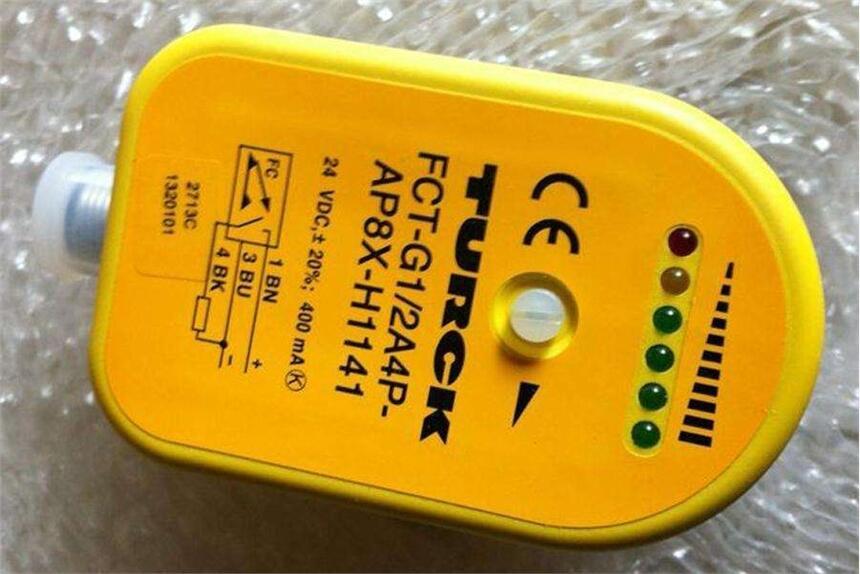 CE
TURCK
FCT-G1/2A4P-
AP8X-H1141
24 VDC,± 20%; 400 mA K
FC
1 BN
3 BU
4 BK
+
−
2713C
1320101